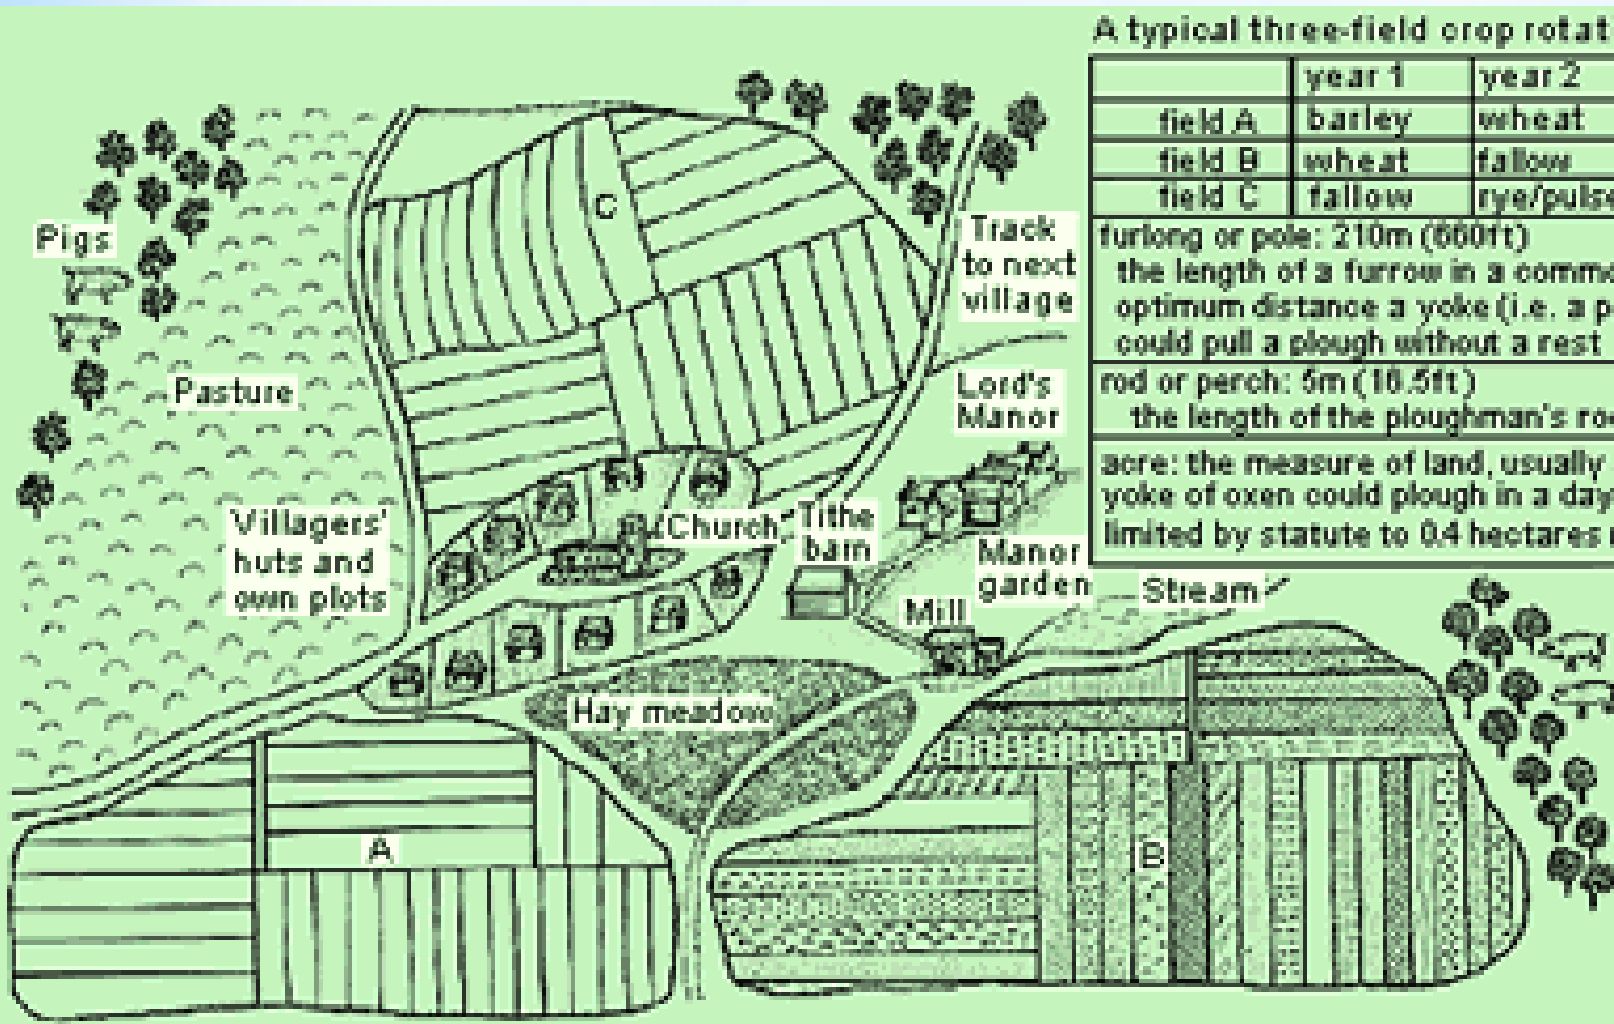 A typical three-field crop rotat
year 1 year 2
field A barley wheat
field B wheat fallow
field C fallow rye/pulse
furlong or pole: 210m (660ft)
the length of a furrow in a commo
optimum distance a yoke (i.e. a p
could pull a plough without a rest
rod or perch: 5m (16.5ft)
the length of the ploughman's ro
acre: the measure of land, usually
yoke of oxen could plough in a day
limited by statute to 0.4 hectares
C
Pigs
Track
to next
village
Pasture
Lord's
Manor
Villagers'
huts and
own plots
Church
Tithe
barn
Manor
garden
Stream
Mill
Hay meadow
A
B